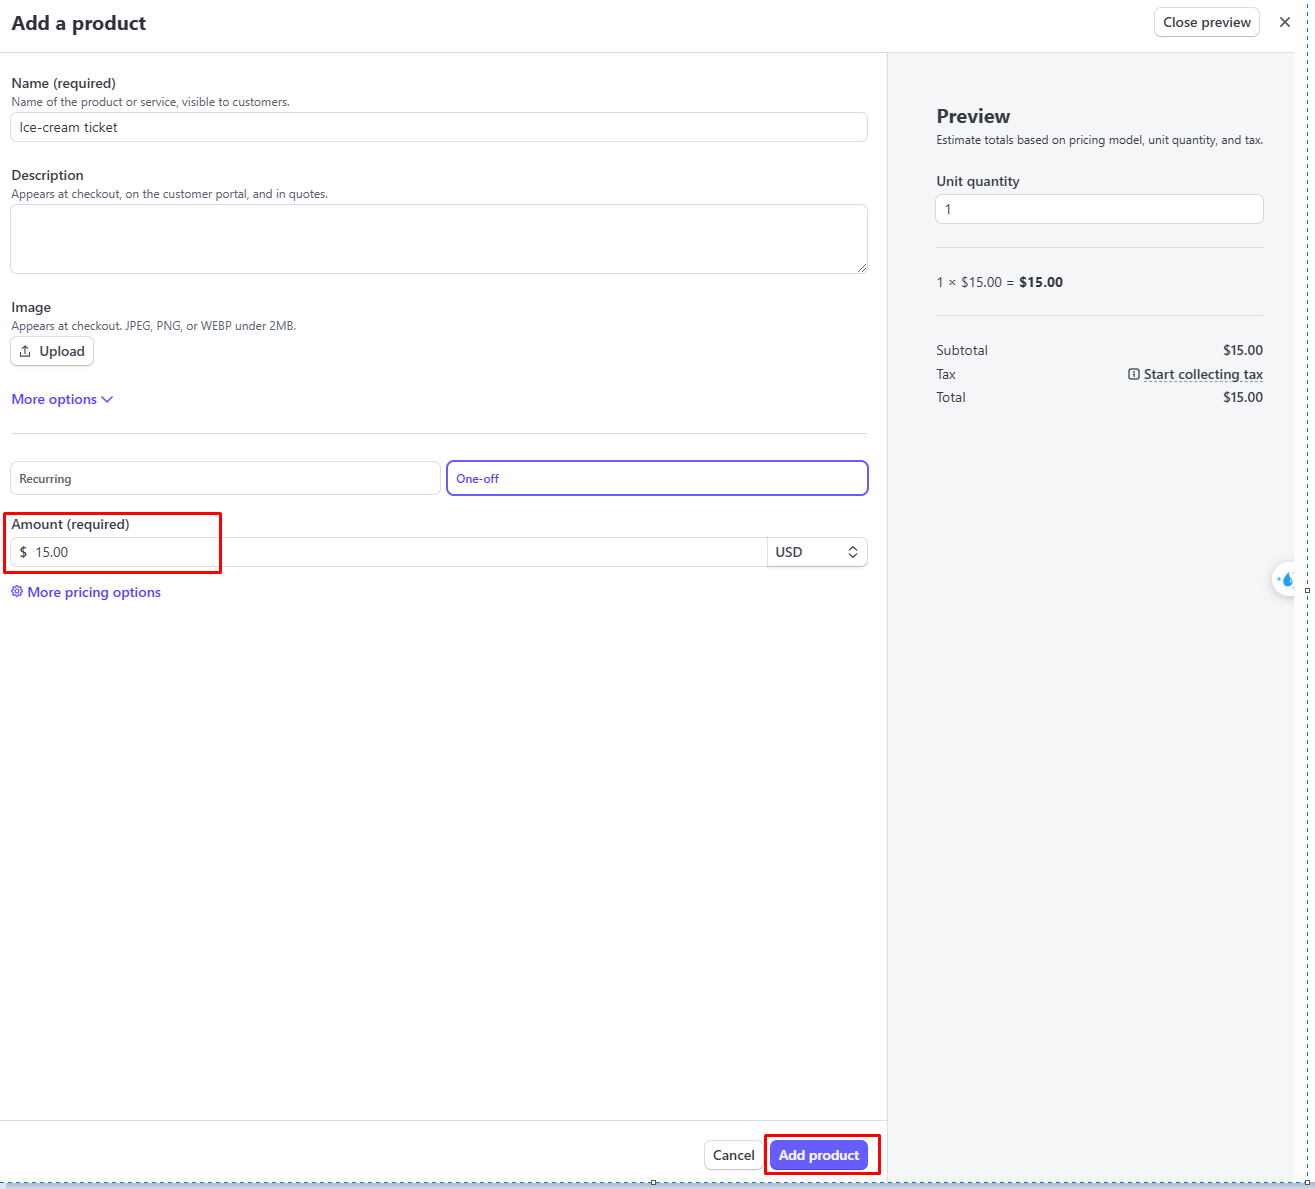 Add a product
Close preview
Name (required)
Name of the product or service, visible to customers.
Ice-cream ticket
Description
Appears at checkout, on the customer portal, and in quotes.
Image
Appears at checkout. JPEG, PNG, or WEBP under 2MB.
Upload
More options
Recurring
One-off
Amount (required)
$ 15.00
USD
More pricing options
Cancel
Add product
Preview
Estimate totals based on pricing model, unit quantity, and tax.
Unit quantity
1
1 × $15.00 = $15.00
Subtotal $15.00
Tax Start collecting tax
Total $15.00